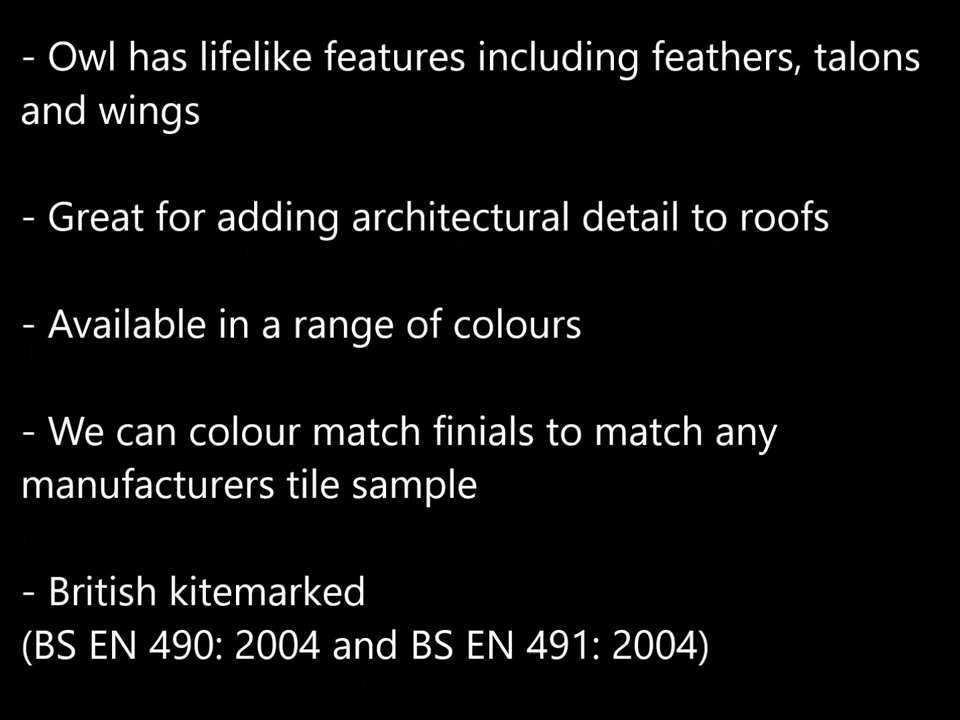 - Owl has lifelike features including feathers, talons
and wings
- Great for adding architectural detail to roofs
- Available in a range of colours
- We can colour match finials to match any
manufacturers tile sample
- British kitemarked
(BS EN 490: 2004 and BS EN 491: 2004)